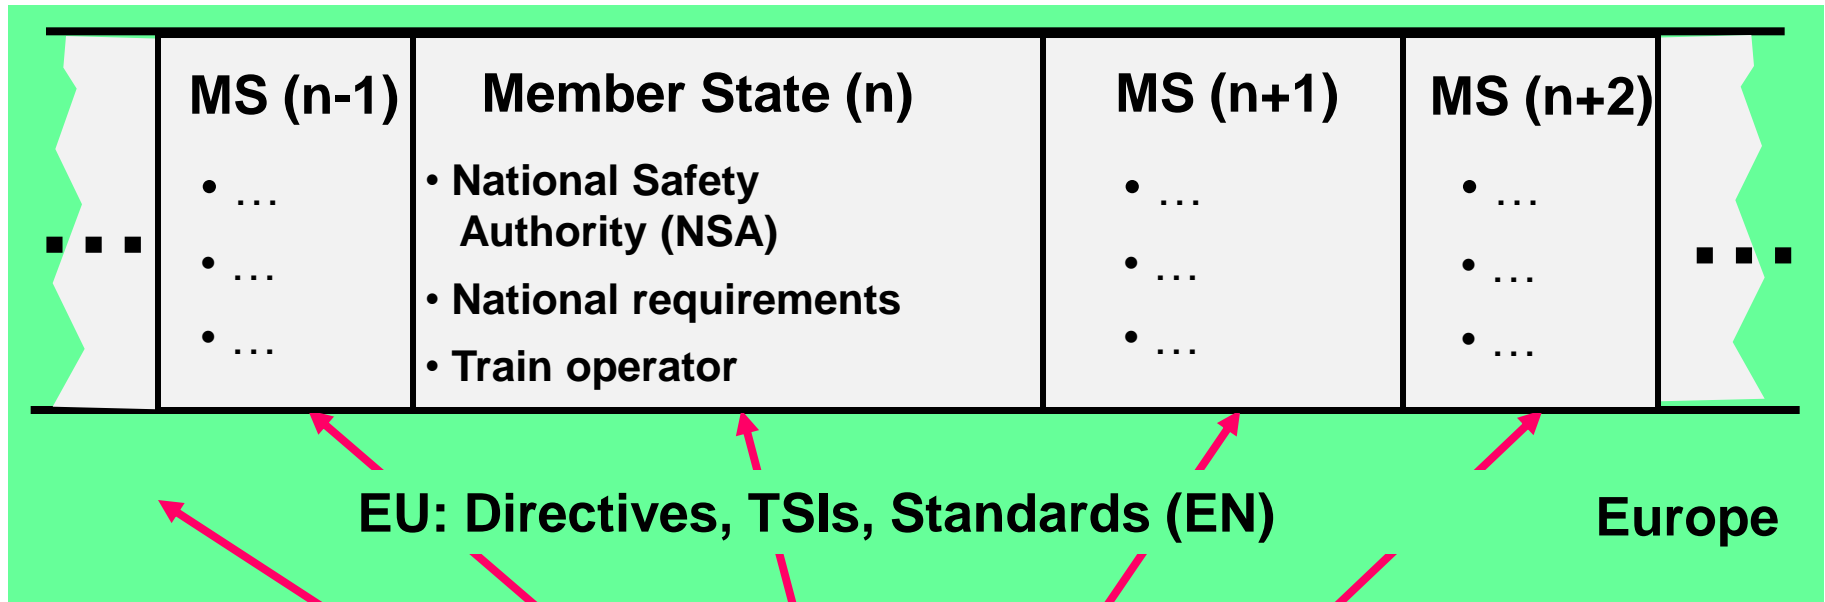 MS (n-1)
• ...
• ...
• ...
Member State (n)
• National Safety
Authority (NSA)
• National requirements
• Train operator
MS (n+1)
• ...
• ...
• ...
MS (n+2)
• ...
• ...
• ...
...
...
EU: Directives, TSIs, Standards (EN)
Europe